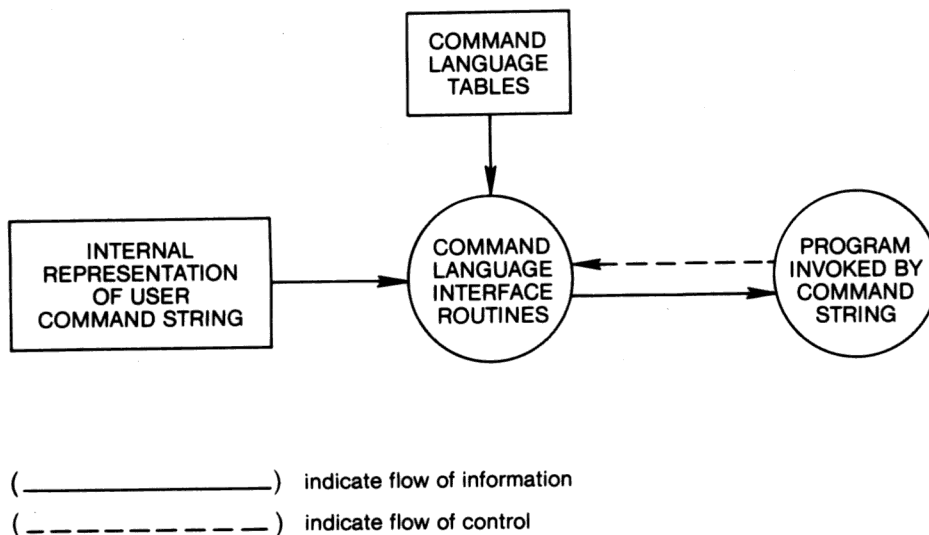 COMMAND
LANGUAGE
TABLES
INTERNAL
REPRESENTATION
OF USER
COMMAND STRING
COMMAND
LANGUAGE
INTERFACE
ROUTINES
PROGRAM
INVOKED BY
COMMAND
STRING
(___________________) indicate flow of information
(_ _ _ _ _ _ _ _ _ _) indicate flow of control